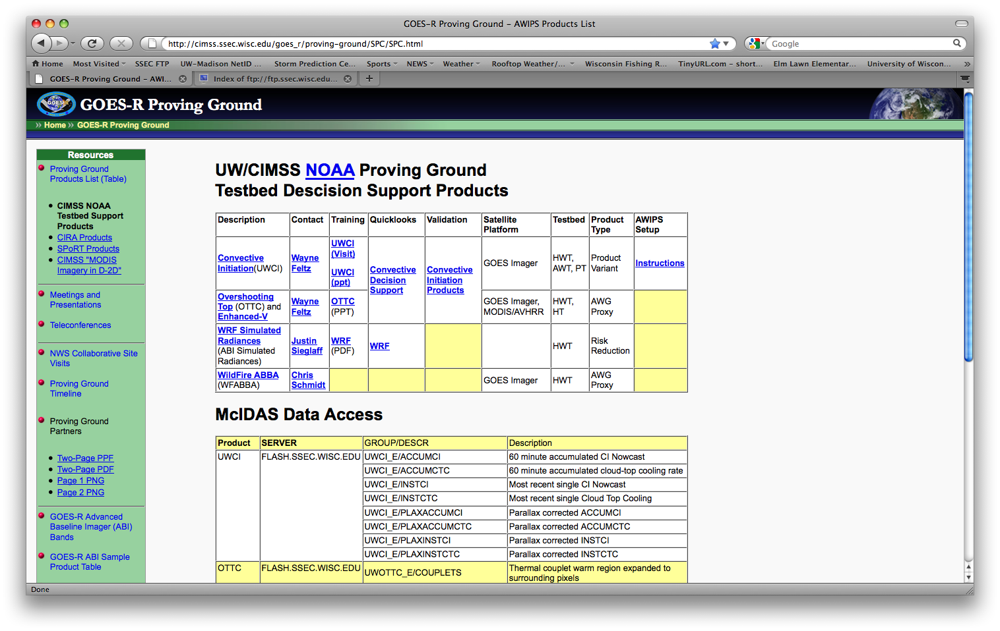 GOES-R Proving Ground – AWIPS Products List
http://cimss.ssec.wisc.edu/goes_r/proving-ground/SPC/SPC.html
Google
Home Most Visited SSEC FTP UW-Madison NetID ... Storm Prediction Ce... Sports NEWS Weather Rooftop Weather/... Wisconsin Fishing R... TinyURL.com – short... Elm Lawn Elementar... University of Wiscon... »
GOES-R Proving Ground – AWI... Index of ftp://ftp.ssec.wisc.edu... +
GOES-R Proving Ground
» Home » GOES-R Proving Ground
Resources
Proving Ground
Products List (Table)
CIMSS NOAA
Testbed Support
Products
CIRA Products
SPoRT Products
CIMSS "MODIS
Imagery in D-2D"
Meetings and
Presentations
Teleconferences
NWS Collaborative Site
Visits
Proving Ground
Timeline
Proving Ground
Partners
Two-Page PPF
Two-Page PDF
Page 1 PNG
Page 2 PNG
GOES-R Advanced
Baseline Imager (ABI)
Bands
GOES-R ABI Sample
Product Table
UW/CIMSS NOAA Proving Ground
Testbed Descision Support Products
Description Contact Training Quicklooks Validation Satellite Platform Testbed Product Type AWIPS Setup
Convective Initiation(UWCI) Wayne Feltz UWCI (Visit) UWCI (ppt) Convective Decision Support Convective Initiation Products GOES Imager HWT, AWT, PT Product Variant Instructions
Overshooting Top (OTTC) and Enhanced-V Wayne Feltz OTTC (PPT) GOES Imager, MODIS/AVHRR HWT, HT AWG Proxy
WRF Simulated Radiances (ABI Simulated Radiances) Justin Sieglaff WRF (PDF) WRF HWT Risk Reduction
WildFire ABBA (WFABBA) Chris Schmidt GOES Imager HWT AWG Proxy
McIDAS Data Access
Product SERVER GROUP/DESCR Description
UWCI FLASH.SSEC.WISC.EDU UWCI_E/ACCUMCI 60 minute accumulated CI Nowcast
UWCI_E/ACCUMCTC 60 minute accumulated cloud-top cooling rate
UWCI_E/INSTCI Most recent single CI Nowcast
UWCI_E/INSTCTC Most recent single Cloud Top Cooling
UWCI_E/PLAXACCUMCI Parallax corrected ACCUMCI
UWCI_E/PLAXACCUMCTC Parallax corrected ACCUMCTC
UWCI_E/PLAXINSTCI Parallax corrected INSTCI
UWCI_E/PLAXINSTCTC Parallax corrected INSTCTC
OTTC FLASH.SSEC.WISC.EDU UWOTTC_E/COUPLETS Thermal couplet warm region expanded to
surrounding pixels
Done